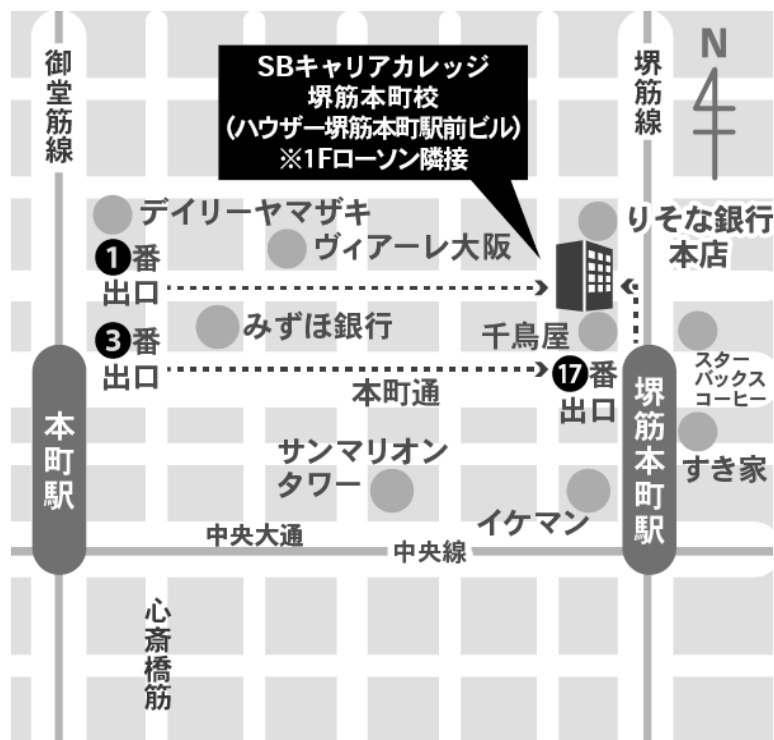 御堂筋線
SBキャリアカレッジ
堺筋本町校
（ハウザー堺筋本町駅前ビル）
※1Fローソン隣接
堺筋線
N
デイリーヤマザキ
ヴィアーレ大阪
りそな銀行
本店
1番
出口
みずほ銀行
千鳥屋
3番
出口
本町通
17番
出口
スター
バックス
コーヒー
本町駅
堺筋本町駅
サンマリオン
タワー
すき家
イケマン
中央大通
中央線
心斎橋筋